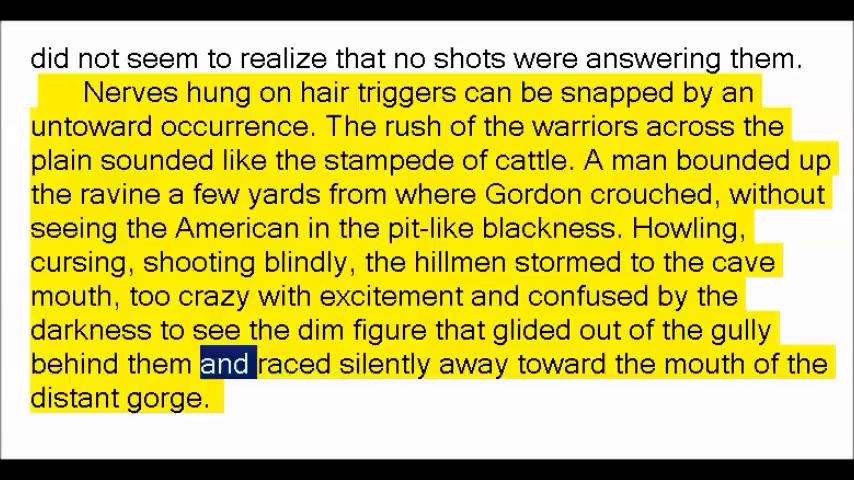 did not seem to realize that no shots were answering them.
Nerves hung on hair triggers can be snapped by an
untoward occurrence. The rush of the warriors across the
plain sounded like the stampede of cattle. A man bounded up
the ravine a few yards from where Gordon crouched, without
seeing the American in the pit-like blackness. Howling,
cursing, shooting blindly, the hillmen stormed to the cave
mouth, too crazy with excitement and confused by the
darkness to see the dim figure that glided out of the gully
behind them and raced silently away toward the mouth of the
distant gorge.